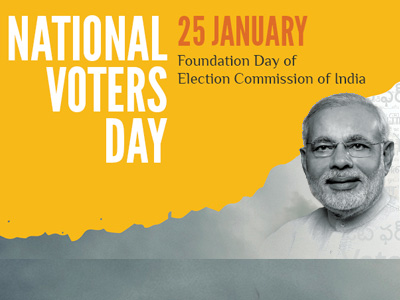 NATIONAL
VOTERS
DAY
25 JANUARY
Foundation Day of
Election Commission of India